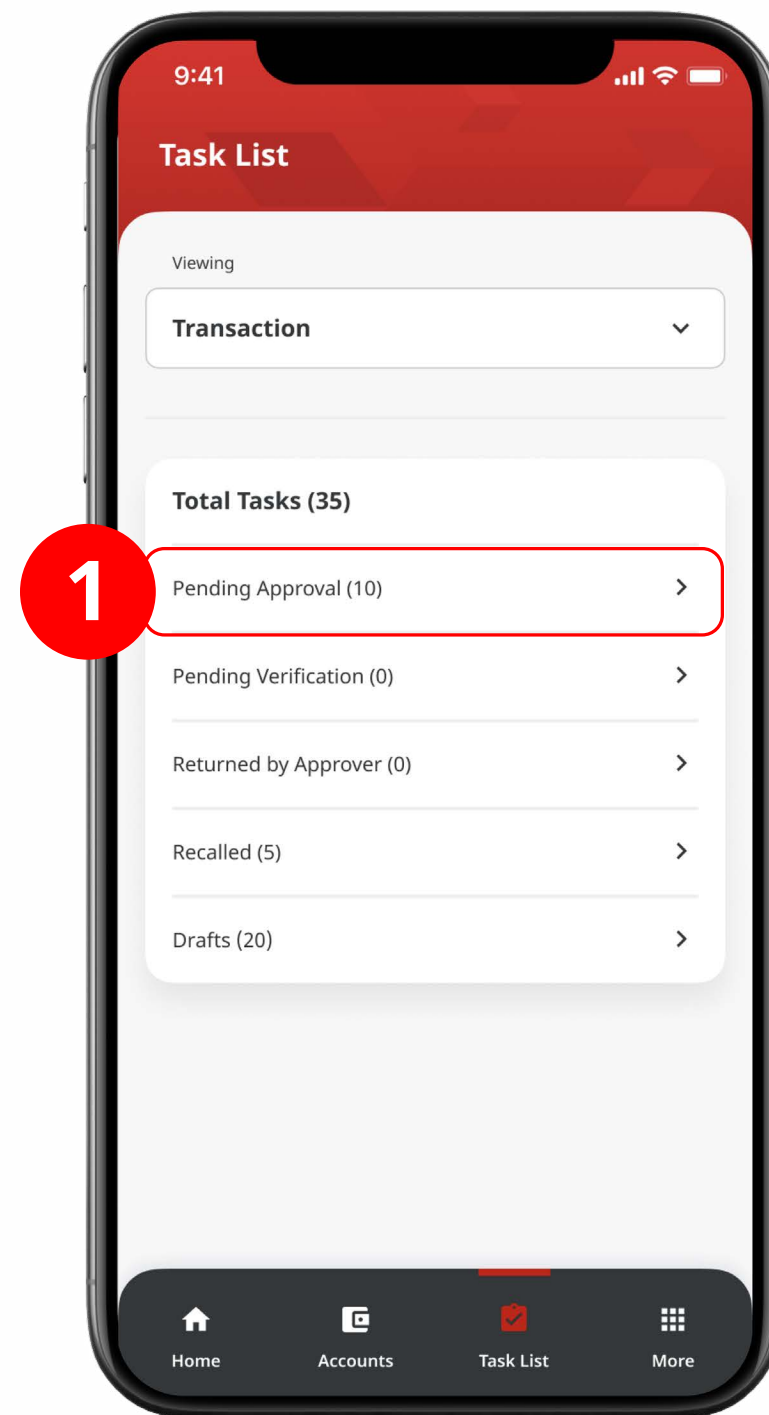 9:41
Task List
Viewing
Transaction
Total Tasks (35)
1
Pending Approval (10)
Pending Verification (0)
Returned by Approver (0)
Recalled (5)
Drafts (20)
Home Accounts Task List More